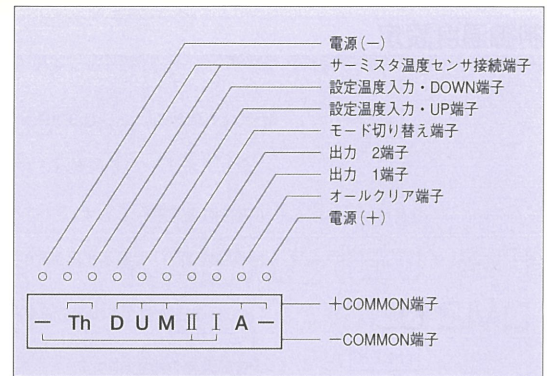 電源(ー)
サーミスタ温度センサ接続端子
設定温度入力・DOWN端子
設定温度入力・UP端子
モード切り替え端子
出力　2端子
出力　1端子
オールクリア端子
電源(+)
+COMMON端子
− Th D U M Ⅱ Ⅰ A −
−COMMON端子